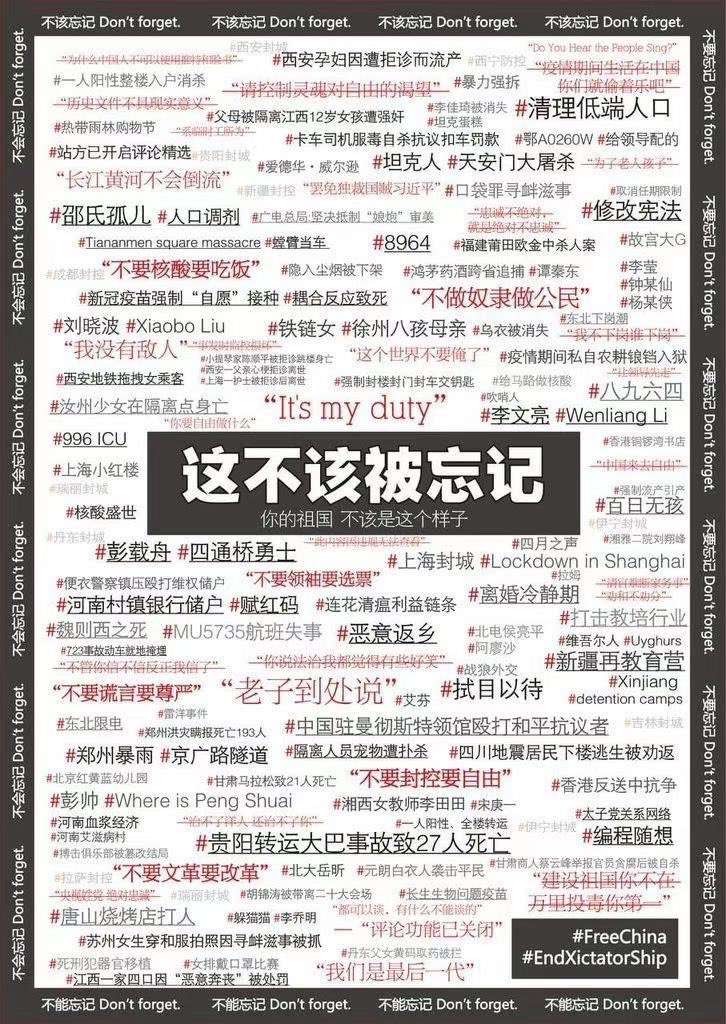 不该忘记 Don't forget. 不该忘记 Don't forget. 不该忘记 Don't forget. 不该忘记 Don't forget.
“为什么中国人不可以使用推特和脸书”
#西安封城
#西安孕妇因遭拒诊而流产
#西宁防控
"Do You Hear the People Sing?"
#一人阳性整楼入户消杀
“请控制灵魂对自由的渴望”
#暴力强拆
“疫情期间生活在中国
你们就偷着乐吧”
“历史文件不具现实意义”
#父母被隔离江西12岁女孩遭强奸
#李佳琦被消失
#坦克蛋糕
#清理低端人口
#热带雨林购物节
#卡车司机服毒自杀抗议扣车罚款
#鄂A0260W #给领导配的
#站方已开启评论精选
#贵阳封城
#爱德华·威尔逊
#坦克人 #天安门大屠杀
“为了老人孩子”
“长江黄河不会倒流”
#新疆封控
“罢免独裁国贼习近平”
#口袋罪寻衅滋事
#取消任期限制
#邵氏孤儿 #人口调剂
#广电总局:坚决抵制“娘炮”审美
“忠诚不绝对，
就是绝对不忠诚”
#修改宪法
#Tiananmen square massacre #螳臂当车
#8964
#福建莆田欧金中杀人案
#故宫大G
#成都封控
“不要核酸要吃饭”
#隐入尘烟被下架
#鸿茅药酒跨省追捕 #谭秦东
#李莹
#钟某仙
#杨某侠
#新冠疫苗强制“自愿”接种 #耦合反应致死
“不做奴隶做公民”
#刘晓波 #Xiaobo Liu
#铁链女 #徐州八孩母亲
#乌衣被消失
#东北下岗潮
“我不下岗谁下岗”
“我没有敌人”
“事发时监控损坏”
#小提琴家陈顺平被拒诊跳楼身亡
#西安一父亲心梗拒诊离世
#上海一护士被拒诊后离世
“这个世界不要俺了”
#疫情期间私自农耕锒铛入狱
“让领导先走”
#西安地铁拖拽女乘客
#强制封楼封门封车交钥匙
#给马路做核酸
#吹哨人
#八九六四
#汝州少女在隔离点身亡
“你要自由做什么”
“It's my duty”
#李文亮 #Wenliang Li
#996 ICU
#香港铜锣湾书店
#上海小红楼
#瑞丽封城
这不该被忘记
你的祖国 不该是这个样子
“中国来去自由”
#强制流产引产
#百日无孩
#核酸盛世
#伊宁封城
#丹东封城
#彭载舟 #四通桥勇士
“此内容因违规无法查看”
#四月之声
#湘雅二院刘翔峰
#上海封城 #Lockdown in Shanghai
#便衣警察镇压殴打维权储户
“不要领袖要选票”
#拉姆
#离婚冷静期
“清官难断家务事”
“劝和不劝分”
#河南村镇银行储户 #赋红码
#连花清瘟利益链条
#打击教培行业
#魏则西之死
#MU5735航班失事
#恶意返乡
#北电侯亮平
#阿廖沙
#维吾尔人 #Uyghurs
#723事故动车就地掩埋
“不管你信不信反正我信了”
“你说法治我都觉得有些好笑”
#战狼外交
#新疆再教育营
#Xinjiang
#detention camps
“不要谎言要尊严”
“老子到处说”
#艾芬
#拭目以待
#东北限电
#雷洋事件
#郑州洪灾瞒报死亡193人
#中国驻曼彻斯特领馆殴打和平抗议者
#吉林封城
#郑州暴雨 #京广路隧道
#隔离人员宠物遭扑杀
#四川地震居民下楼逃生被劝返
#北京红黄蓝幼儿园
#甘肃马拉松致21人死亡
“不要封控要自由”
#香港反送中抗争
#彭帅 #Where is Peng Shuai
#湘西女教师李田田
#宋庚一
#太子党关系网络
#河南血浆经济
#河南艾滋病村
“治不了洋人 还治不了你”
#一人阳性、全楼转运
#伊宁封城
#编程随想
#搏击俱乐部被篡改结局
#贵阳转运大巴事故致27人死亡
#拉萨封控
“不要文革要改革”
#北大岳昕
#元朗白衣人袭击平民
#甘肃商人蔡云峰举报官员贪腐后被自杀
“央视姓党 绝对忠诚”
#瑞丽封城
#胡锦涛被带离二十大会场
#长生生物问题疫苗
“建设祖国你不在
万里投毒你第一”
#唐山烧烤店打人
#躲猫猫 #李乔明
“都可以谈，有什么不能谈的”
—“评论功能已关闭”
#FreeChina
#EndXictatorShip
#苏州女生穿和服拍照因寻衅滋事被抓
#丹东父女黄码取药被拦
#死刑犯器官移植
#女排戴口罩比赛
“我们是最后一代”
#江西一家四口因“恶意奔丧”被处罚
不能忘记 Don't forget. 不能忘记 Don't forget. 不能忘记 Don't forget. 不能忘记 Don't forget.
不会忘记 Don't forget. 不会忘记 Don't forget. 不会忘记 Don't forget. 不会忘记 Don't forget. 不会忘记 Don't forget. 不会忘记 Don't forget.
不要忘记 Don't forget. 不要忘记 Don't forget. 不要忘记 Don't forget. 不要忘记 Don't forget. 不要忘记 Don't forget. 不要忘记 Don't forget.